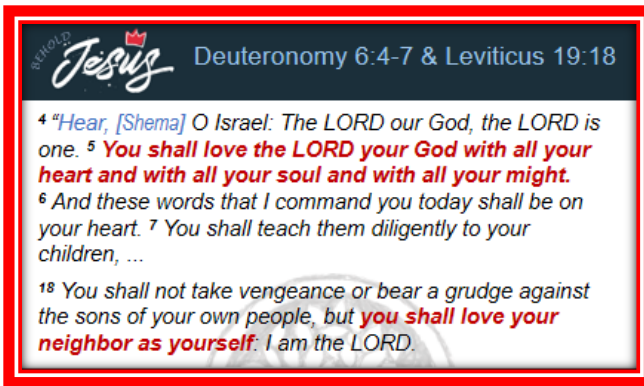 BEHOLD
Jesus
Deuteronomy 6:4-7 & Leviticus 19:18
4 “Hear, [Shema] O Israel: The LORD our God, the LORD is
one. 5 You shall love the LORD your God with all your
heart and with all your soul and with all your might.
6 And these words that I command you today shall be on
your heart. 7 You shall teach them diligently to your
children, ...
18 You shall not take vengeance or bear a grudge against
the sons of your own people, but you shall love your
neighbor as yourself: I am the LORD.